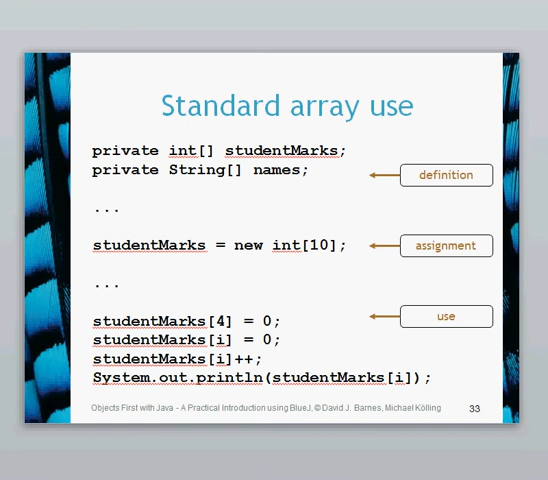 Standard array use
private int[] studentMarks;
private String[] names;
definition
...
studentMarks = new int[10];
assignment
...
use
studentMarks[4] = 0;
studentMarks[i] = 0;
studentMarks[i]++;
System.out.println(studentMarks[i]);
Objects First with Java - A Practical Introduction using BlueJ, © David J. Barnes, Michael Kölling
33